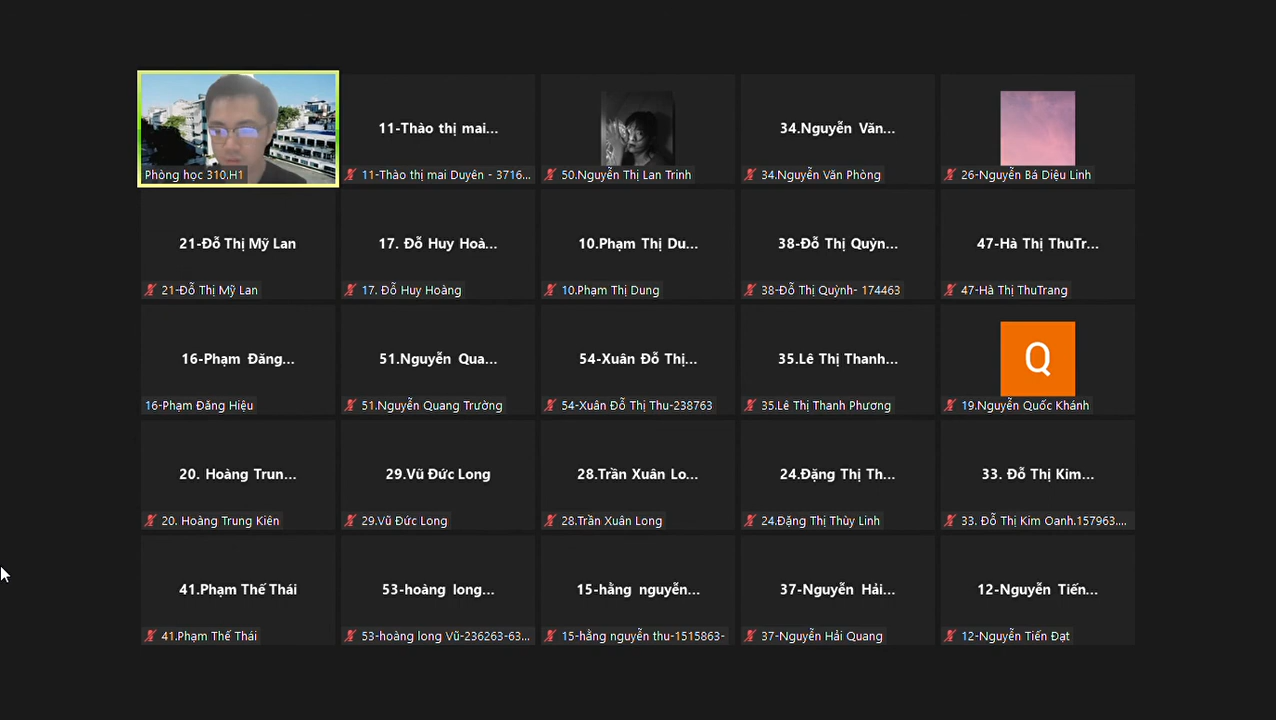 Phòng học 310.H1
11-Thào thị mai...
11-Thào thị mai Duyên - 3716...
50.Nguyễn Thị Lan Trinh
34.Nguyễn Văn...
34.Nguyễn Văn Phòng
26-Nguyễn Bá Diệu Linh
21-Đỗ Thị Mỹ Lan
21-Đỗ Thị Mỹ Lan
17. Đỗ Huy Hoà...
17. Đỗ Huy Hoàng
10.Phạm Thị Du...
10.Phạm Thị Dung
38-Đỗ Thị Quỳn...
38-Đỗ Thị Quỳnh- 174463
47-Hà Thị ThuTr...
47-Hà Thị ThuTrang
16-Phạm Đăng...
16-Phạm Đăng Hiệu
51.Nguyễn Qua...
51.Nguyễn Quang Trường
54-Xuân Đỗ Thị...
54-Xuân Đỗ Thị Thu-238763
35.Lê Thị Thanh...
35.Lê Thị Thanh Phương
Q
19.Nguyễn Quốc Khánh
20. Hoàng Trun...
20. Hoàng Trung Kiên
29.Vũ Đức Long
29.Vũ Đức Long
28.Trần Xuân Lo...
28.Trần Xuân Long
24.Đặng Thị Th...
24.Đặng Thị Thùy Linh
33. Đỗ Thị Kim...
33. Đỗ Thị Kim Oanh.157963....
41.Phạm Thế Thái
41.Phạm Thế Thái
53-hoàng long...
53-hoàng long Vũ-236263-63...
15-hằng nguyễn...
15-hằng nguyễn thu-1515863-
37-Nguyễn Hải...
37-Nguyễn Hải Quang
12-Nguyễn Tiến...
12-Nguyễn Tiến Đạt